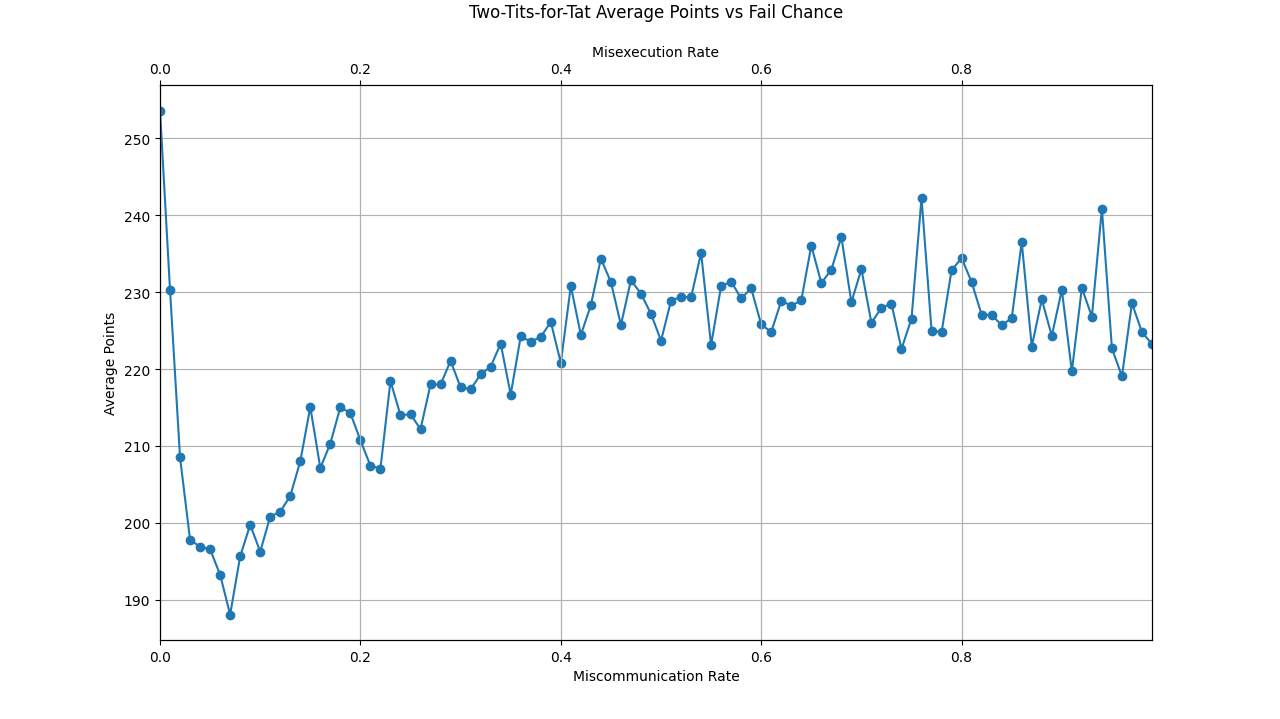 Two-Tits-for-Tat Average Points vs Fail Chance
Misexecution Rate
0.0 0.2 0.4 0.6 0.8
250
240
230
220
210
200
190
Average Points
0.0 0.2 0.4 0.6 0.8
Miscommunication Rate